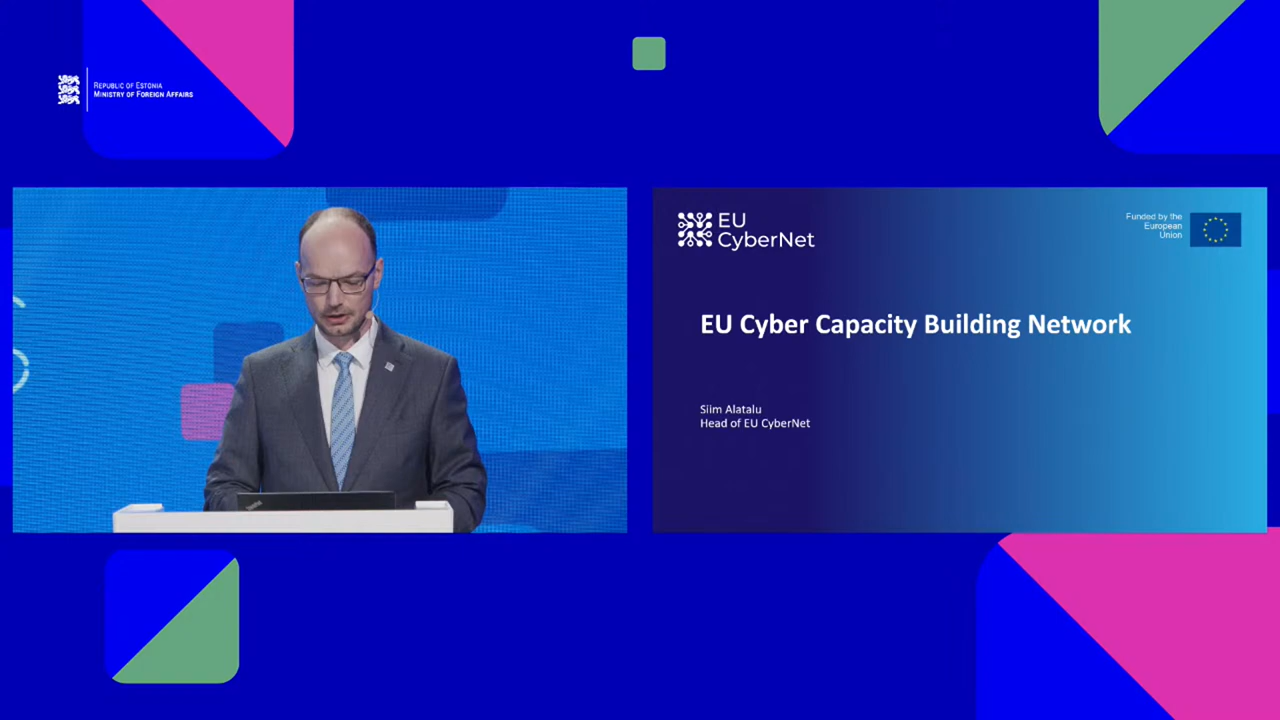 REPUBLIC OF ESTONIA
MINISTRY OF FOREIGN AFFAIRS
EU
CyberNet
Funded by the
European
Union
EU Cyber Capacity Building Network
Siim Alatalu
Head of EU CyberNet